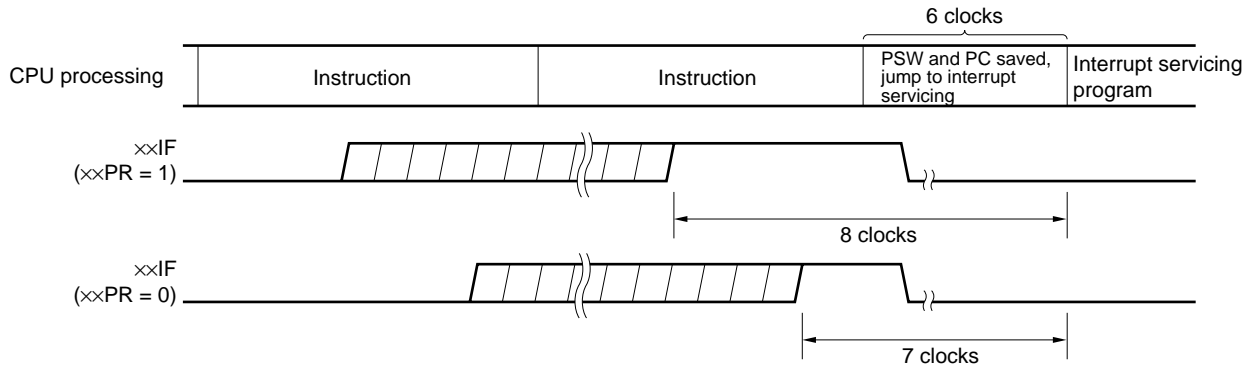 6 clocks
CPU processing
Instruction
Instruction
PSW and PC saved,
jump to interrupt
servicing
Interrupt servicing
program
××IF
(××PR = 1)
8 clocks
××IF
(××PR = 0)
7 clocks